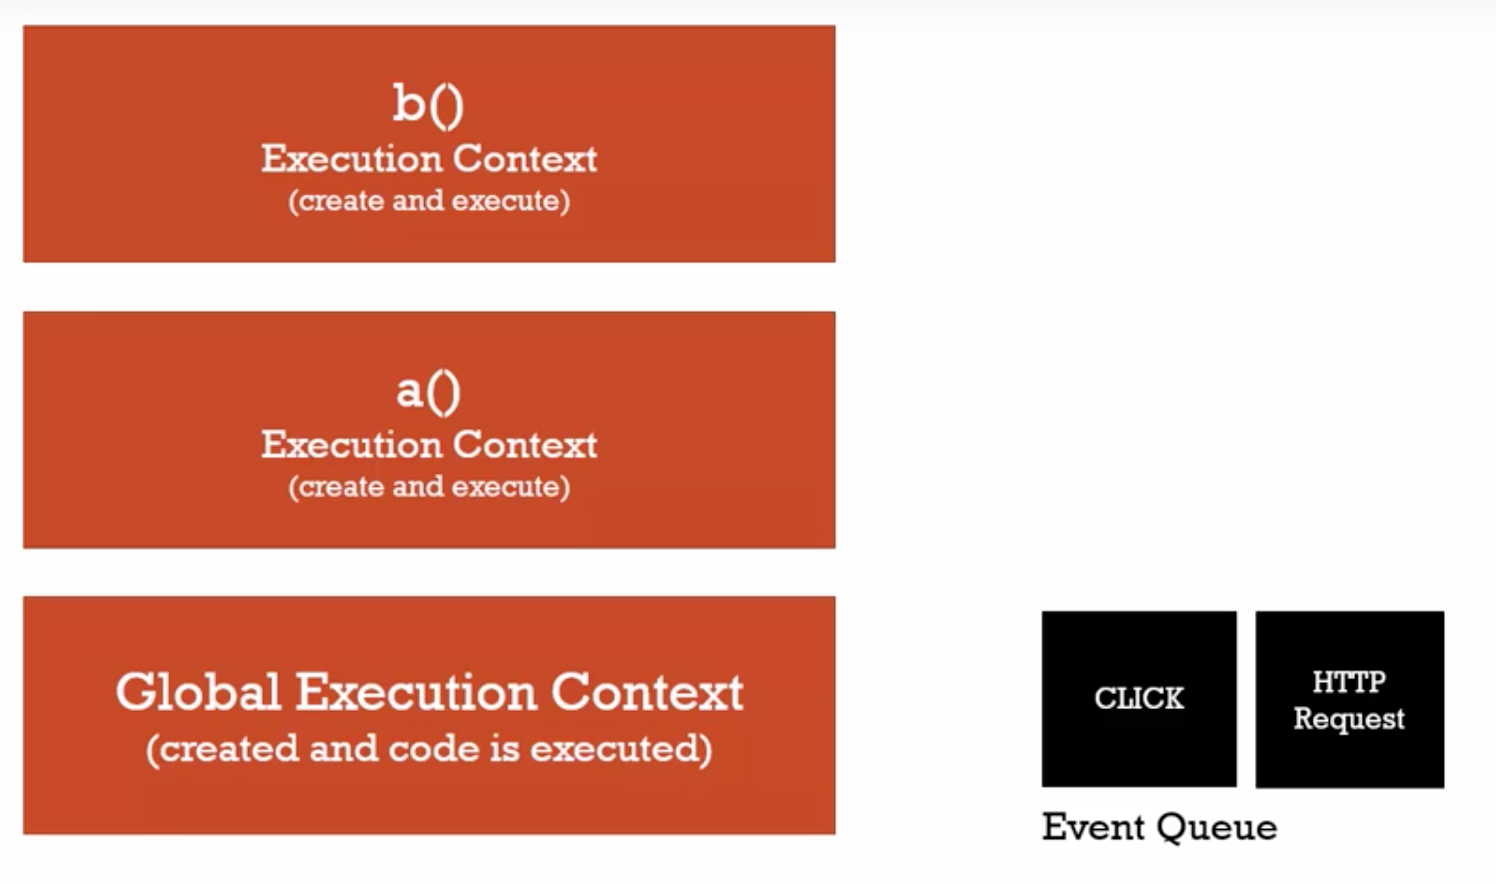 b()
Execution Context
(create and execute)
a()
Execution Context
(create and execute)
Global Execution Context
(created and code is executed)
CLICK
HTTP
Request
Event Queue